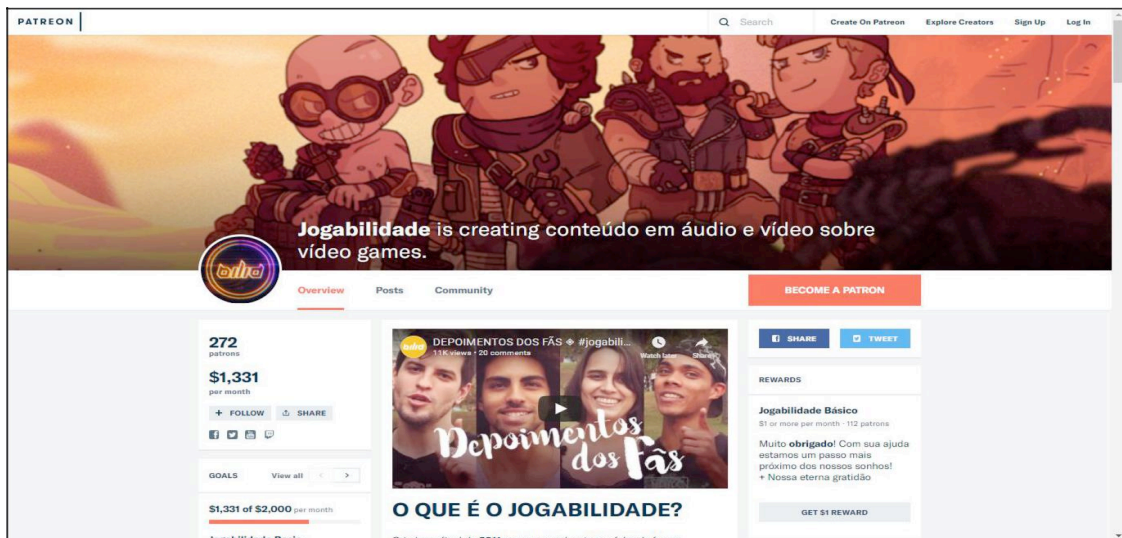 PATREON
Search
Create On Patreon
Explore Creators
Sign Up
Log In
Jogabilidade is creating conteúdo em áudio e vídeo sobre
vídeo games.
Overview
Posts
Community
BECOME A PATRON
272
patrons
$1,331
per month
+ FOLLOW
SHARE
GOALS
View all
$1,331 of $2,000 per month
DEPOIMENTOS DOS FÃS ◈ #jogabili...
11K views • 20 comments
Watch later
Share
Depoimentos
dos Fãs
O QUE É O JOGABILIDADE?
SHARE
TWEET
REWARDS
Jogabilidade Básico
$1 or more per month · 112 patrons
Muito obrigado! Com sua ajuda
estamos um passo mais
próximo dos nossos sonhos!
+ Nossa eterna gratidão
GET $1 REWARD